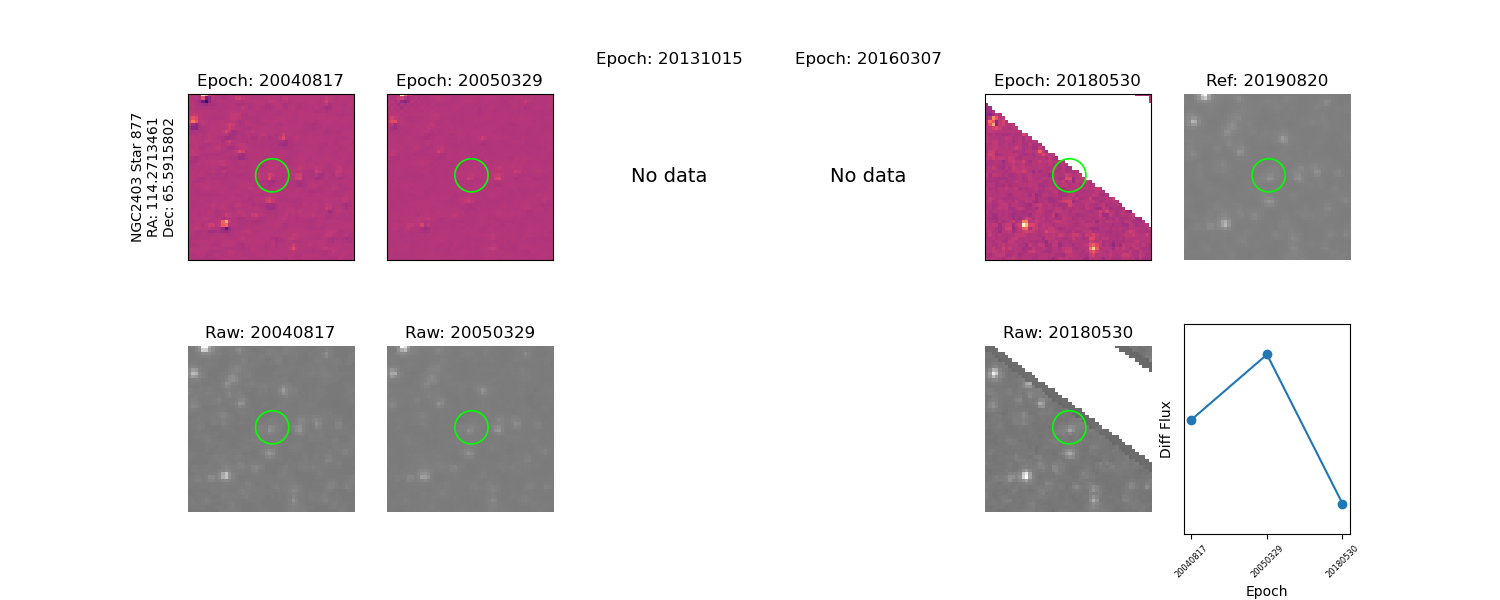 Epoch: 20040817
Epoch: 20050329
Epoch: 20131015
Epoch: 20160307
Epoch: 20180530
Ref: 20190820
NGC2403 Star 877
RA: 114.2713461
Dec: 65.5915802
No data
No data
Raw: 20040817
Raw: 20050329
Raw: 20180530
Diff Flux
20040817
20050329
20180530
Epoch